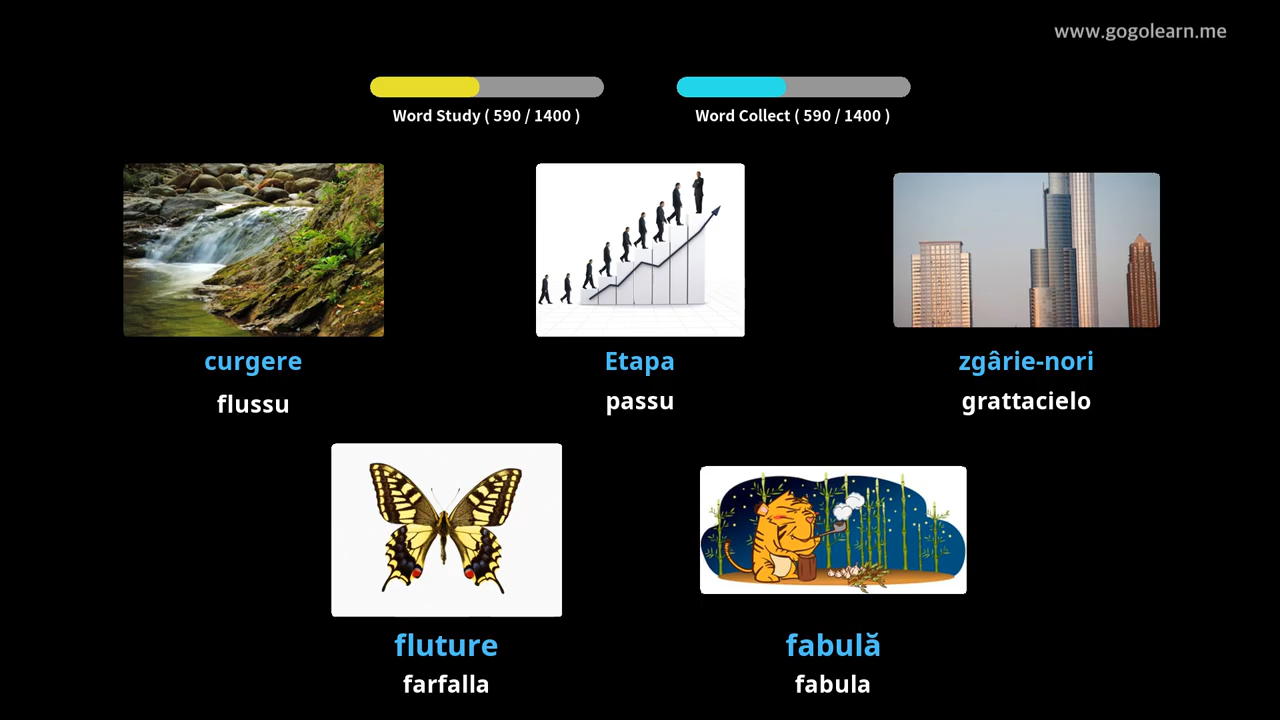 www.gogolearn.me
Word Study ( 590 / 1400 )
Word Collect ( 590 / 1400 )
curgere
flussu
Etapa
passu
zgârie-nori
grattacielo
fluture
farfalla
fabulă
fabula